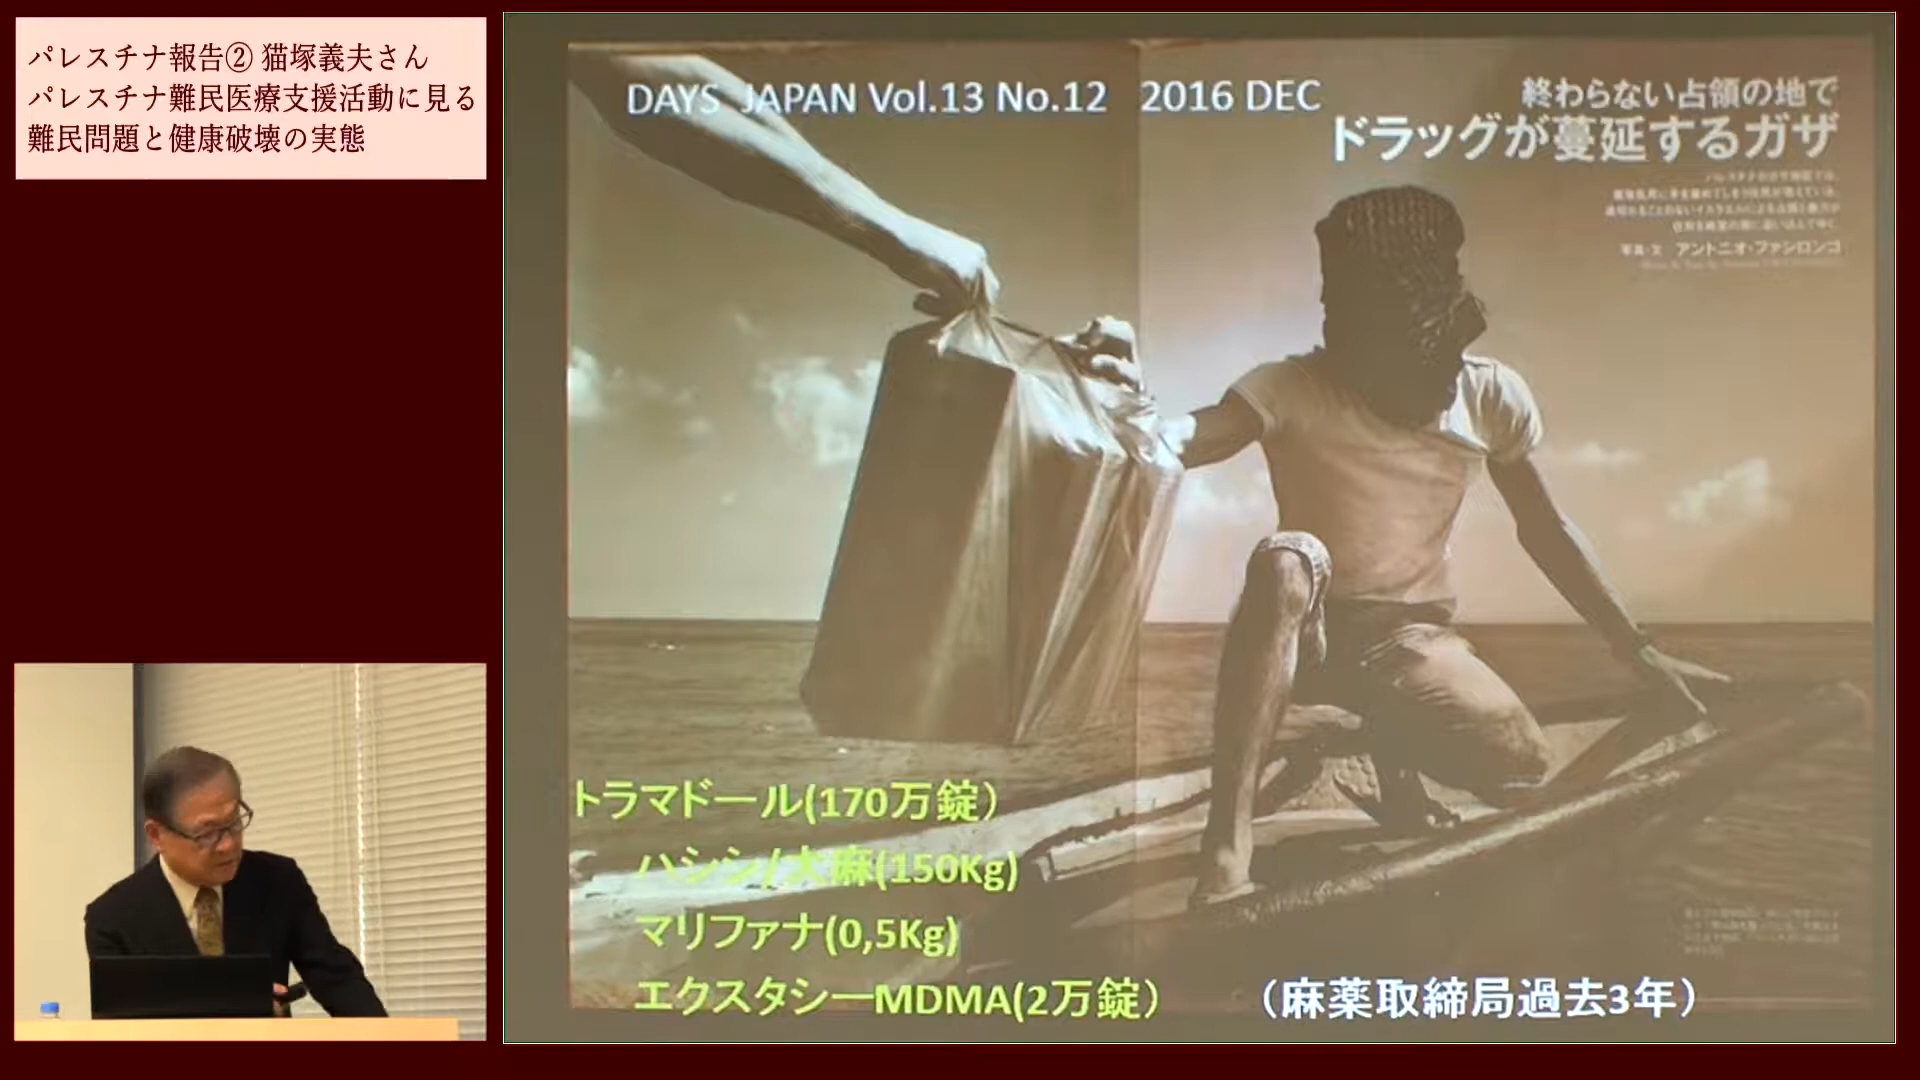 パレスチナ報告② 猫塚義夫さん
パレスチナ難民医療支援活動に見る
難民問題と健康破壊の実態
DAYS JAPAN Vol.13 No.12 2016 DEC
終わらない占領の地で
ドラッグが蔓延するガザ
写真・文 アントニオ・ファシロンゴ
トラマドール(170万錠)
ハシシ/大麻(150Kg)
マリファナ(0,5Kg)
エクスタシーMDMA(2万錠)
(麻薬取締局過去3年)